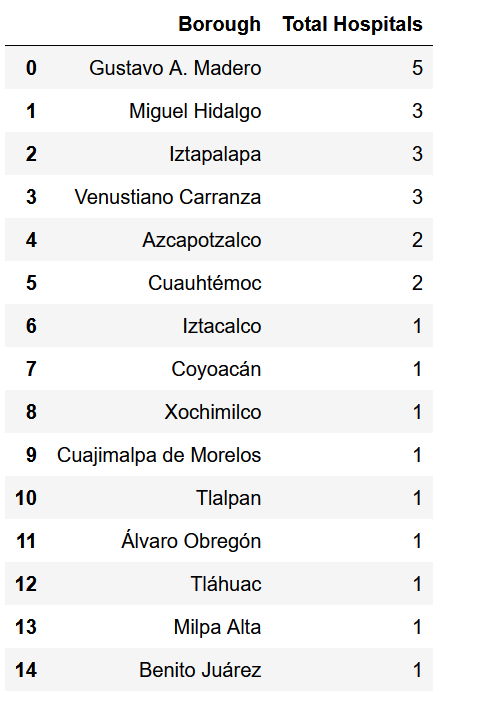 Borough Total Hospitals
0 Gustavo A. Madero 5
1 Miguel Hidalgo 3
2 Iztapalapa 3
3 Venustiano Carranza 3
4 Azcapotzalco 2
5 Cuauhtémoc 2
6 Iztacalco 1
7 Coyoacán 1
8 Xochimilco 1
9 Cuajimalpa de Morelos 1
10 Tlalpan 1
11 Álvaro Obregón 1
12 Tláhuac 1
13 Milpa Alta 1
14 Benito Juárez 1